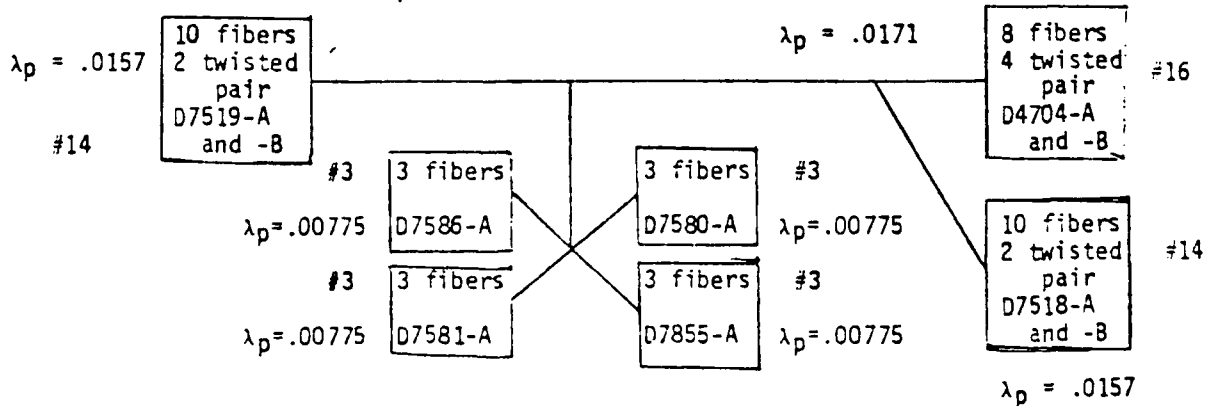 λp = .0157
#14
10 fibers
2 twisted
pair
D7519-A
and -B
λp = .0171
8 fibers
4 twisted
pair
D4704-A
and -B
#16
#3
λp=.00775
3 fibers
D7586-A
3 fibers
D7580-A
#3
λp=.00775
#3
λp=.00775
3 fibers
D7581-A
3 fibers
D7855-A
#3
λp=.00775
10 fibers
2 twisted
pair
D7518-A
and -B
#14
λp = .0157